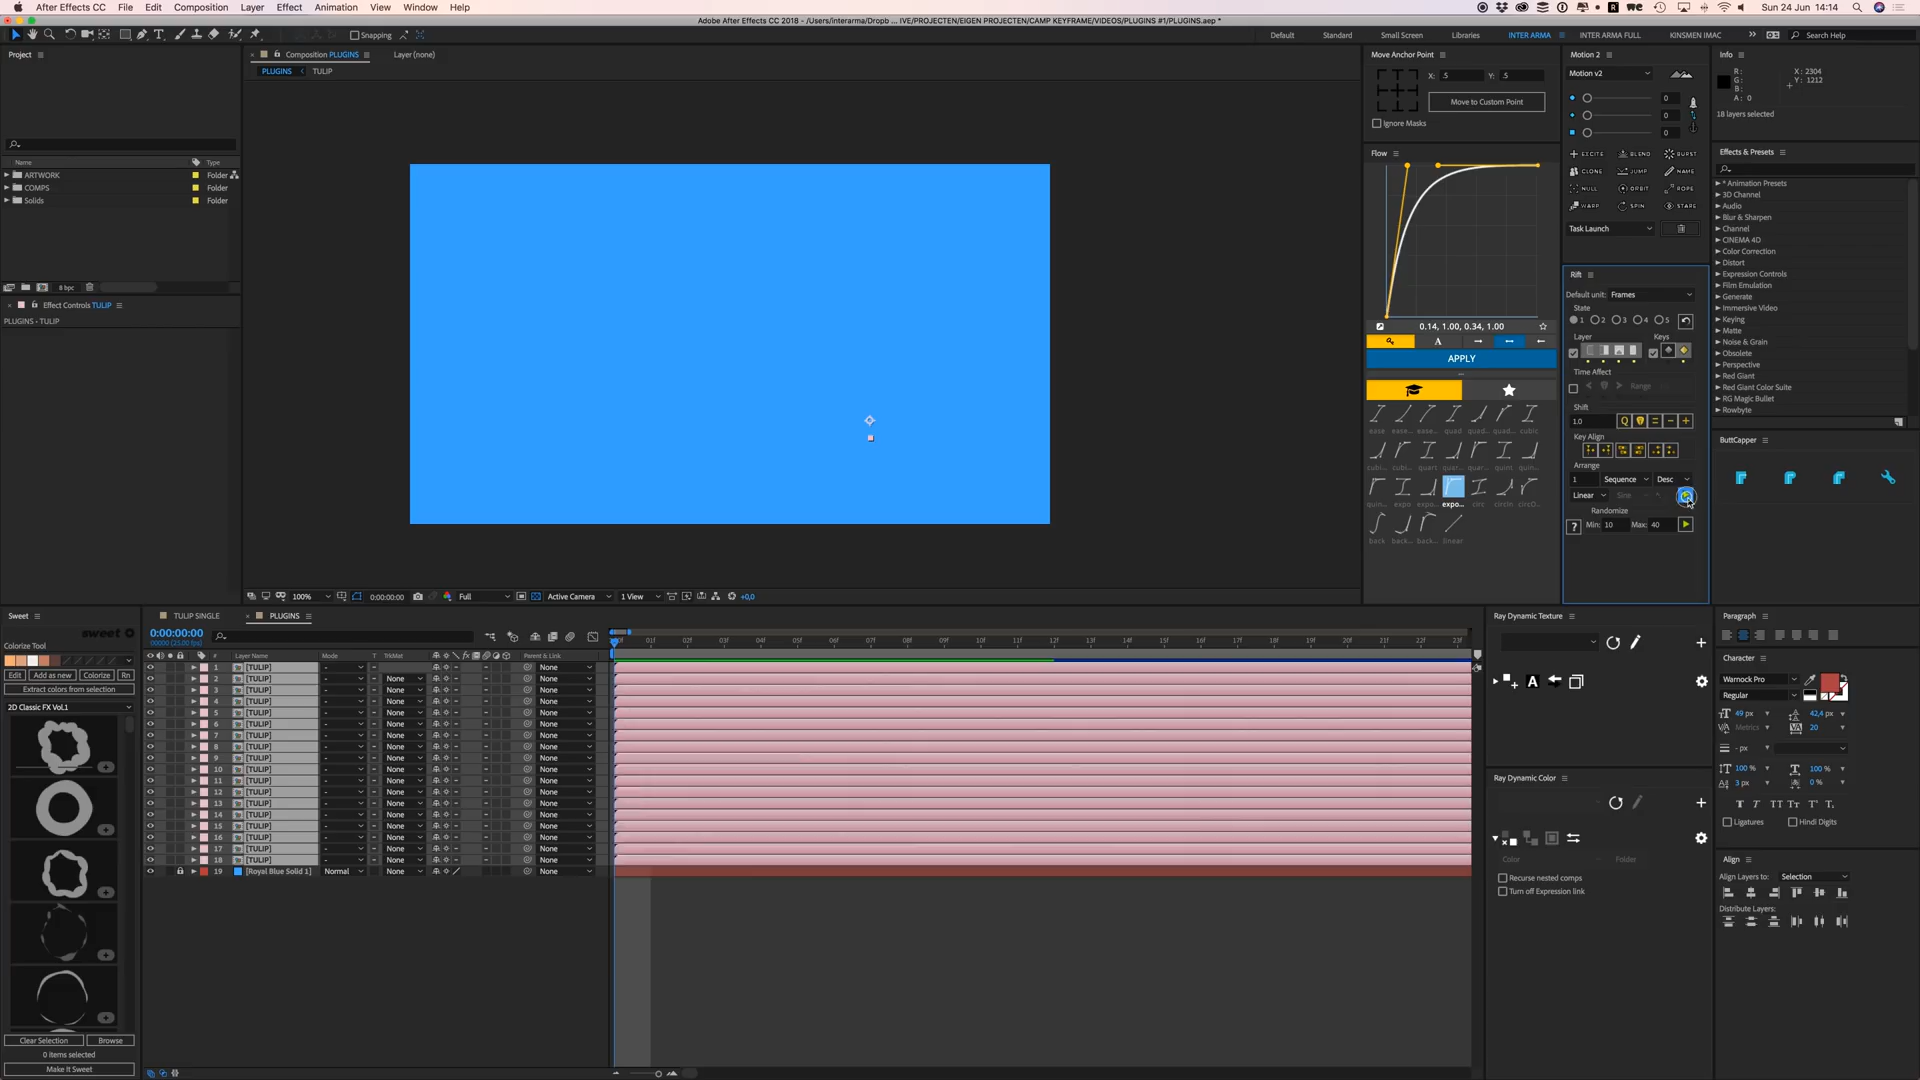 After Effects CC File Edit Composition Layer Effect Animation View Window Help
Sun 24 Jun 14:14
Adobe After Effects CC 2018 - /Users/interarma/Dropb ... IVE/PROJECTEN/EIGEN PROJECTEN/CAMP KEYFRAME/VIDEOS/PLUGINS #1/PLUGINS.aep *
Snapping
Default Standard Small Screen Libraries INTER ARMA INTER ARMA FULL KINSMEN IMAC Search Help
Project
Composition PLUGINS
Layer (none)
PLUGINS TULIP
Name Type
ARTWORK Folder
COMPS Folder
Solids Folder
8 bpc
Effect Controls TULIP
PLUGINS • TULIP
Move Anchor Point
X: .5 Y: .5
Move to Custom Point
Ignore Masks
Flow
0.14, 1.00, 0.34, 1.00
APPLY
ease ease... quad quad... cubic
cubi... cubi... quart quar... quar... quint quin...
quin... expo expo... expo... circ circ... circO...
back back... back... linear
Motion 2
Motion v2
0
0
0
EXCITE BLEND BURST
CLONE JUMP NAME
NULL ORBIT ROPE
WARP SPIN STARE
Task Launch
Rift
Default unit: Frames
State
1 2 3 4 5
Layer Keys
Time Affect
Range
Shift
1.0
Key Align
Arrange
1 Sequence Desc
Linear Sine
Randomize
? Min: 10 Max: 40
Info
R:
G:
B:
A: 0
X: 2304
Y: 1212
18 layers selected
Effects & Presets
* Animation Presets
3D Channel
Audio
Blur & Sharpen
Channel
CINEMA 4D
Color Correction
Distort
Expression Controls
Film Emulation
Generate
Immersive Video
Keying
Matte
Noise & Grain
Obsolete
Perspective
Red Giant
Red Giant Color Suite
RG Magic Bullet
Rowbyte
ButtCapper
100% 0:00:00:00 Full Active Camera 1 View +0,0
Sweet
sweet
Colorize Tool
Edit Add as new Colorize Rn
Extract colors from selection
2D Classic FX Vol.1
Clear Selection Browse
0 items selected
Make It Sweet
TULIP SINGLE PLUGINS
0:00:00:00
00000 (25.00 fps)
# Layer Name Mode T TrkMat Parent & Link
01f 02f 03f 04f 05f 06f 07f 08f 09f 10f 11f 12f 13f 14f 15f 16f 17f 18f 19f 20f 21f 22f 23f
1 [TULIP] - None
2 [TULIP] - None None
3 [TULIP] - None None
4 [TULIP] - None None
5 [TULIP] - None None
6 [TULIP] - None None
7 [TULIP] - None None
8 [TULIP] - None None
9 [TULIP] - None None
10 [TULIP] - None None
11 [TULIP] - None None
12 [TULIP] - None None
13 [TULIP] - None None
14 [TULIP] - None None
15 [TULIP] - None None
16 [TULIP] - None None
17 [TULIP] - None None
18 [TULIP] - None None
19 [Royal Blue Solid 1] Normal None None
Ray Dynamic Texture
Ray Dynamic Color
Color Folder
Recurse nested comps
Turn off Expression link
Paragraph
Character
Warnock Pro
Regular
49 px 42,4 px
Metrics 20
- px
100 % 100 %
3 px 0 %
Ligatures Hindi Digits
Align
Align Layers to: Selection
Distribute Layers: